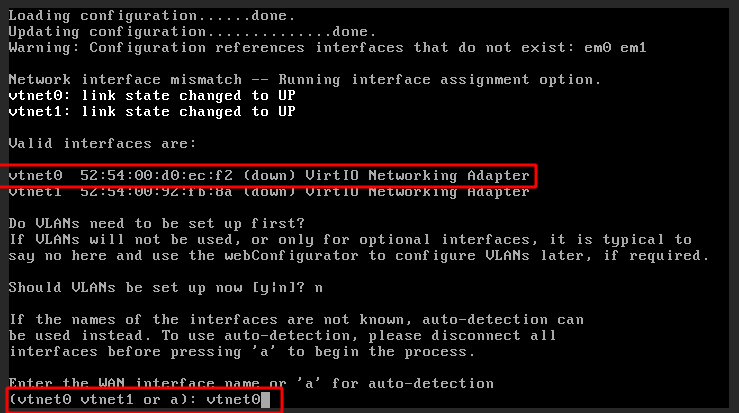 Loading configuration......done.
Updating configuration..............done.
Warning: Configuration references interfaces that do not exist: em0 em1
Network interface mismatch -- Running interface assignment option.
vtnet0: link state changed to UP
vtnet1: link state changed to UP
Valid interfaces are:
vtnet0  52:54:00:d0:ec:f2 (down) VirtIO Networking Adapter
vtnet1  52:54:00:92:fb:8a (down) VirtIO Networking Adapter
Do VLANs need to be set up first?
If VLANs will not be used, or only for optional interfaces, it is typical to
say no here and use the webConfigurator to configure VLANs later, if required.
Should VLANs be set up now [y|n]? n
If the names of the interfaces are not known, auto-detection can
be used instead. To use auto-detection, please disconnect all
interfaces before pressing 'a' to begin the process.
Enter the WAN interface name or 'a' for auto-detection
(vtnet0 vtnet1 or a): vtnet0